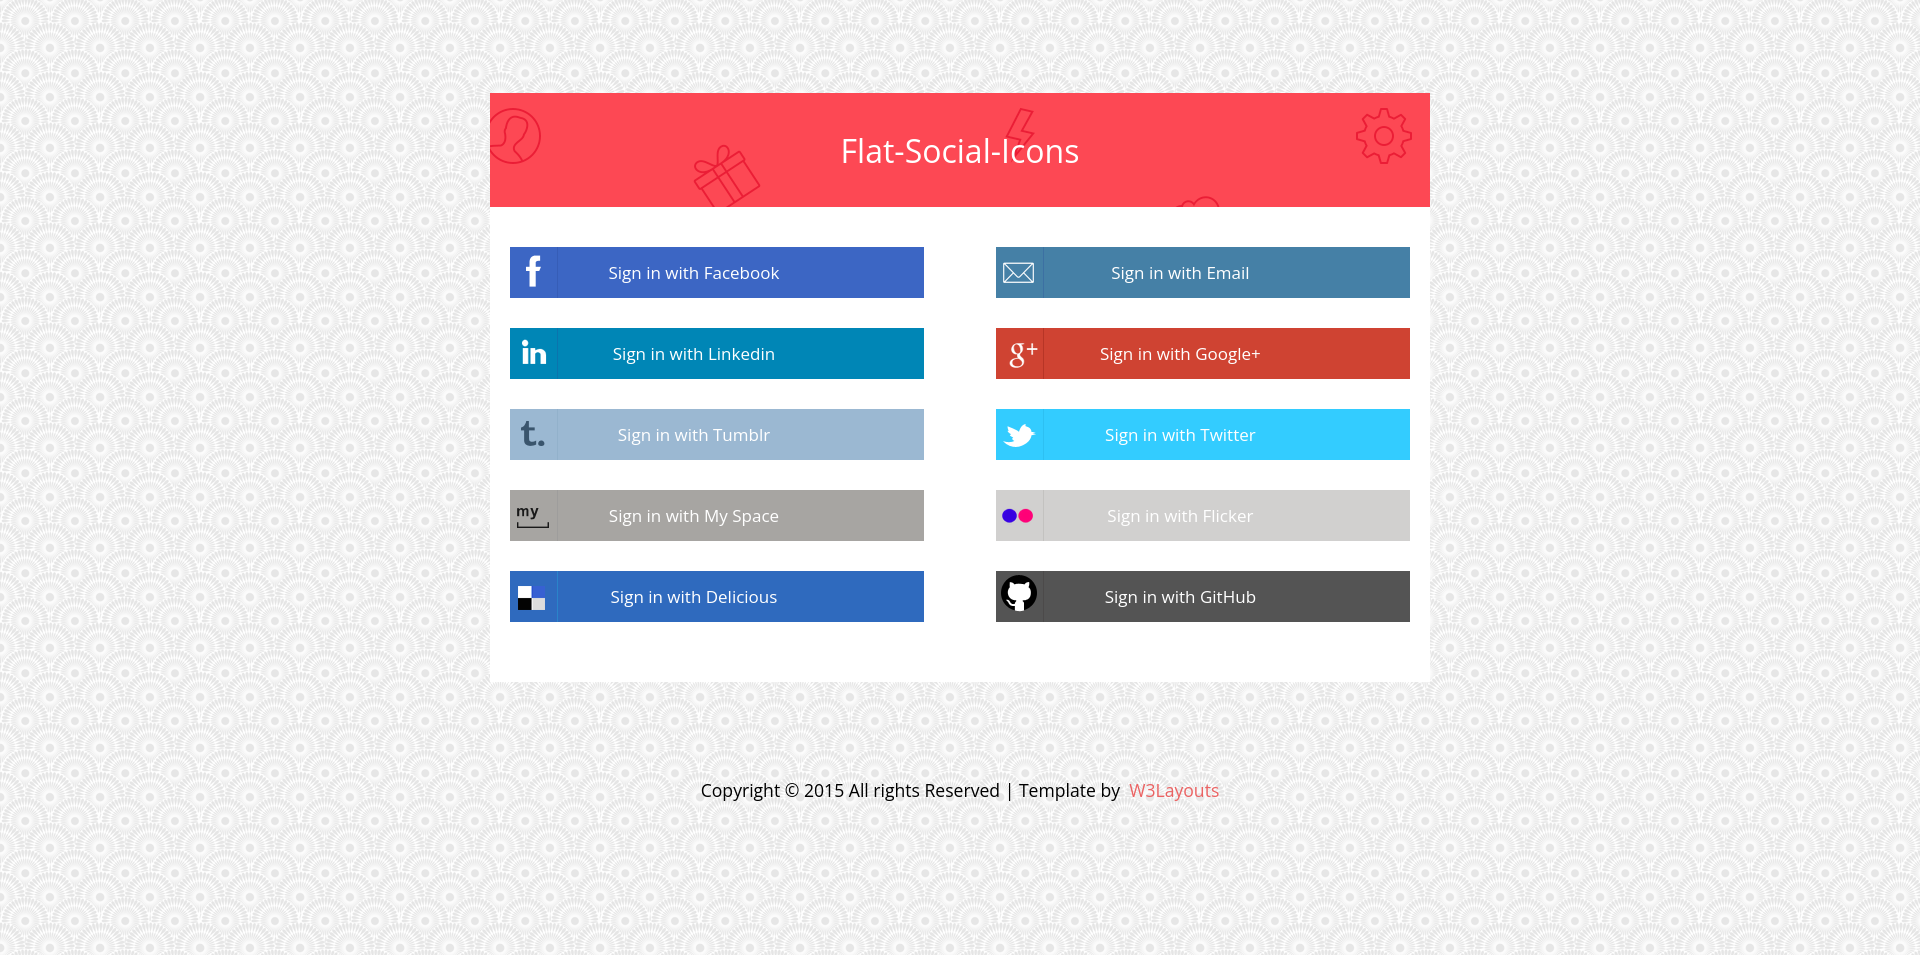 Flat-Social-Icons
Sign in with Facebook
Sign in with Email
in
Sign in with Linkedin
g+
Sign in with Google+
t.
Sign in with Tumblr
Sign in with Twitter
my
Sign in with My Space
Sign in with Flicker
Sign in with Delicious
Sign in with GitHub
Copyright © 2015 All rights Reserved | Template by W3Layouts